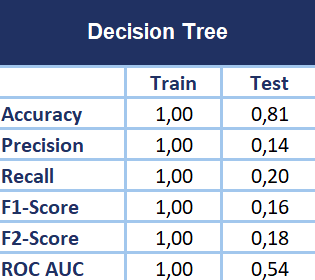 Decision Tree
Train Test
Accuracy 1,00 0,81
Precision 1,00 0,14
Recall 1,00 0,20
F1-Score 1,00 0,16
F2-Score 1,00 0,18
ROC AUC 1,00 0,54